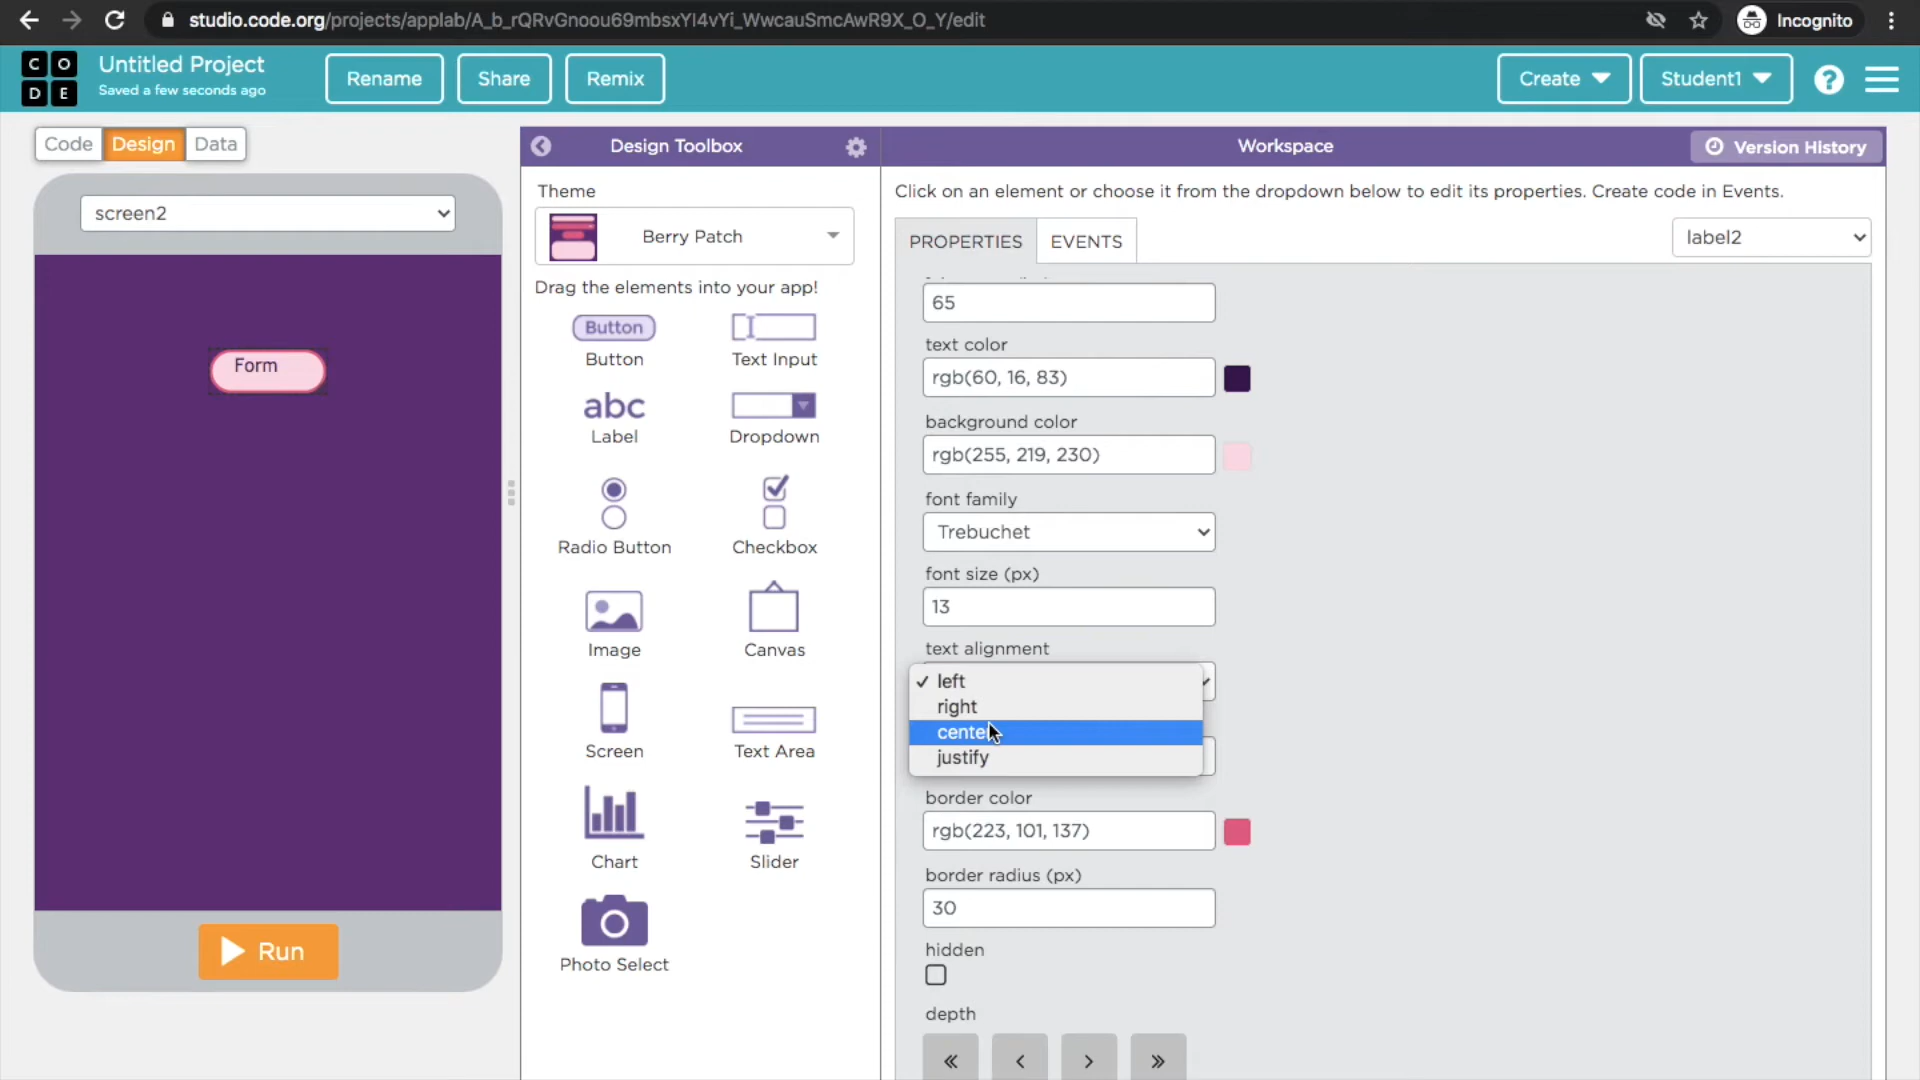 studio.code.org/projects/applab/A_b_rQRvGnoou69mbsxYI4vYi_WwcauSmcAwR9X_O_Y/edit
Incognito
C O
D E
Untitled Project
Saved a few seconds ago
Rename
Share
Remix
Create
Student1
?
Code
Design
Data
screen2
Form
Run
Design Toolbox
Theme
Berry Patch
Drag the elements into your app!
Button
Button
Text Input
abc
Label
Dropdown
Radio Button
Checkbox
Image
Canvas
Screen
Text Area
Chart
Slider
Photo Select
Workspace
Version History
Click on an element or choose it from the dropdown below to edit its properties. Create code in Events.
PROPERTIES
EVENTS
label2
65
text color
rgb(60, 16, 83)
background color
rgb(255, 219, 230)
font family
Trebuchet
font size (px)
13
text alignment
✓ left
right
center
justify
border color
rgb(223, 101, 137)
border radius (px)
30
hidden
depth
« ‹ › »